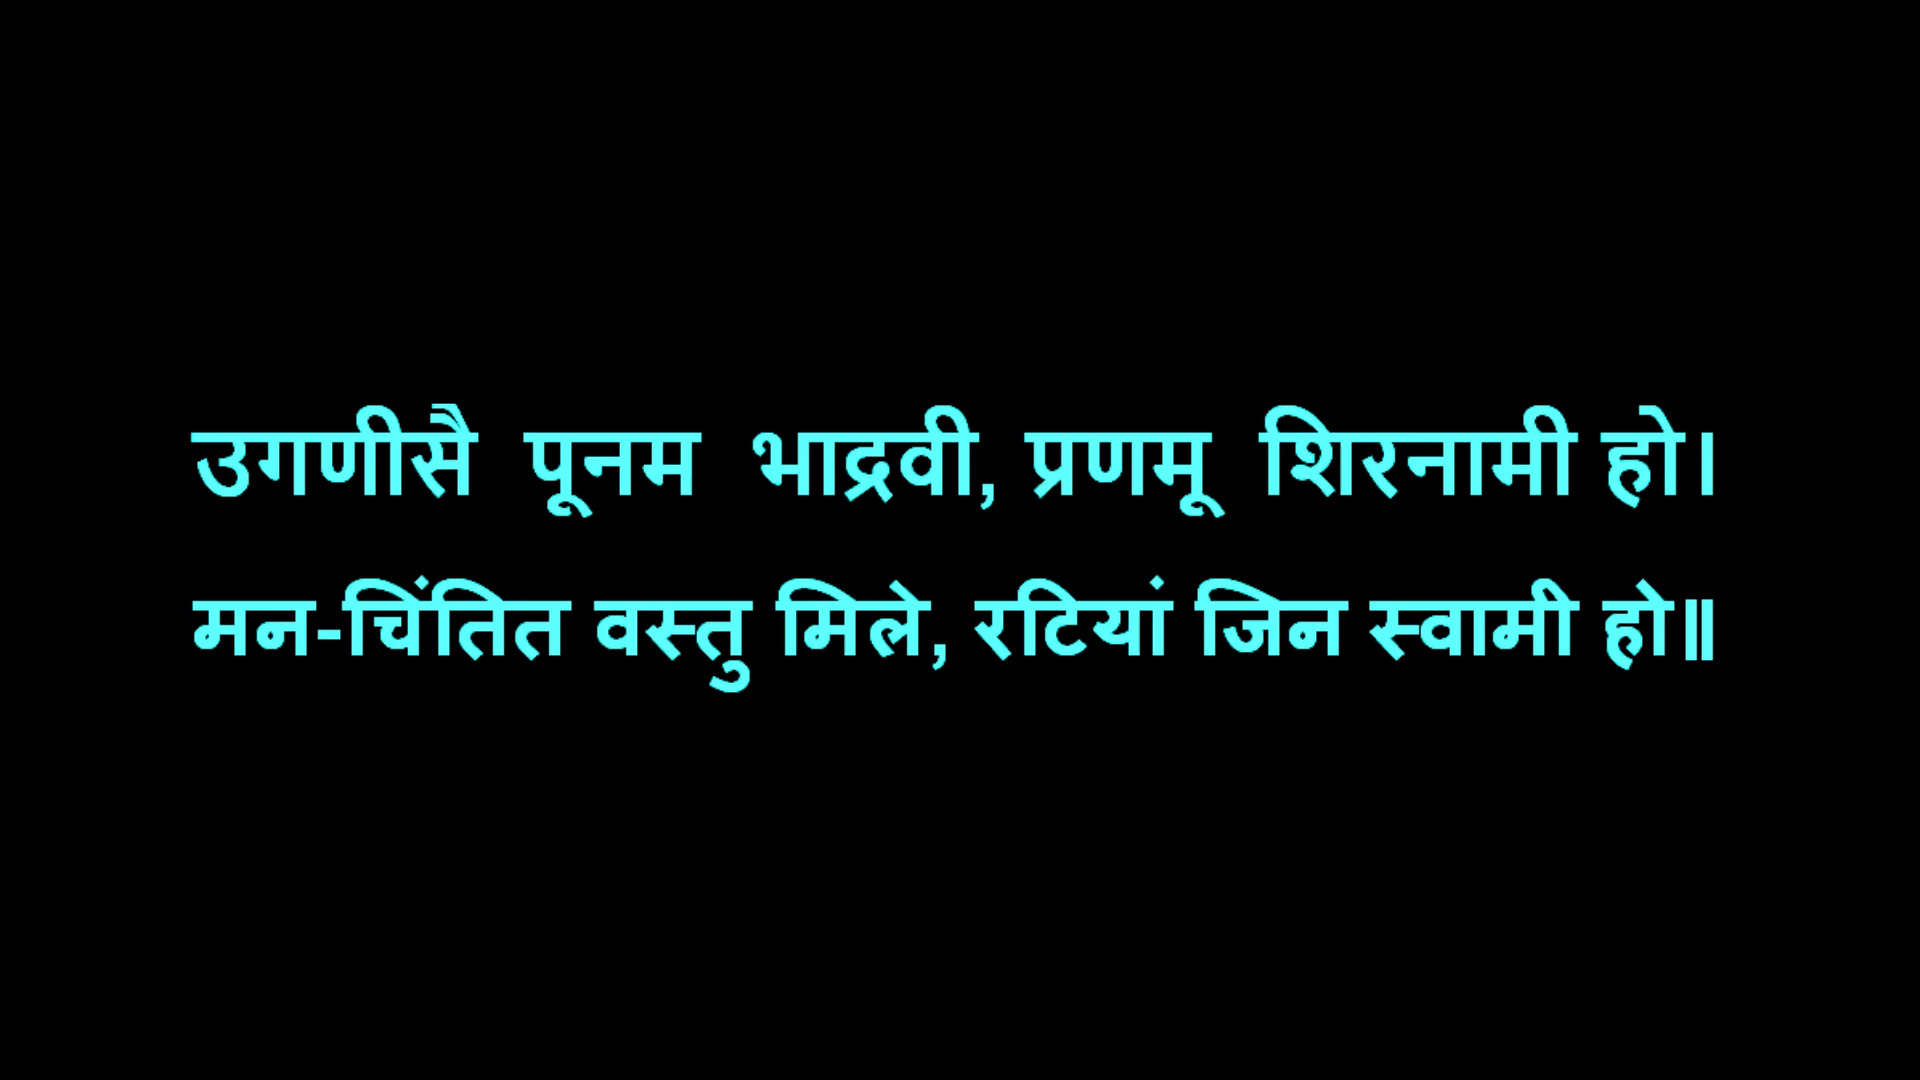 उगणीसै पूनम भाद्रवी, प्रणमू शिरनामी हो।
मन-चिंतित वस्तु मिले, रटियां जिन स्वामी हो॥